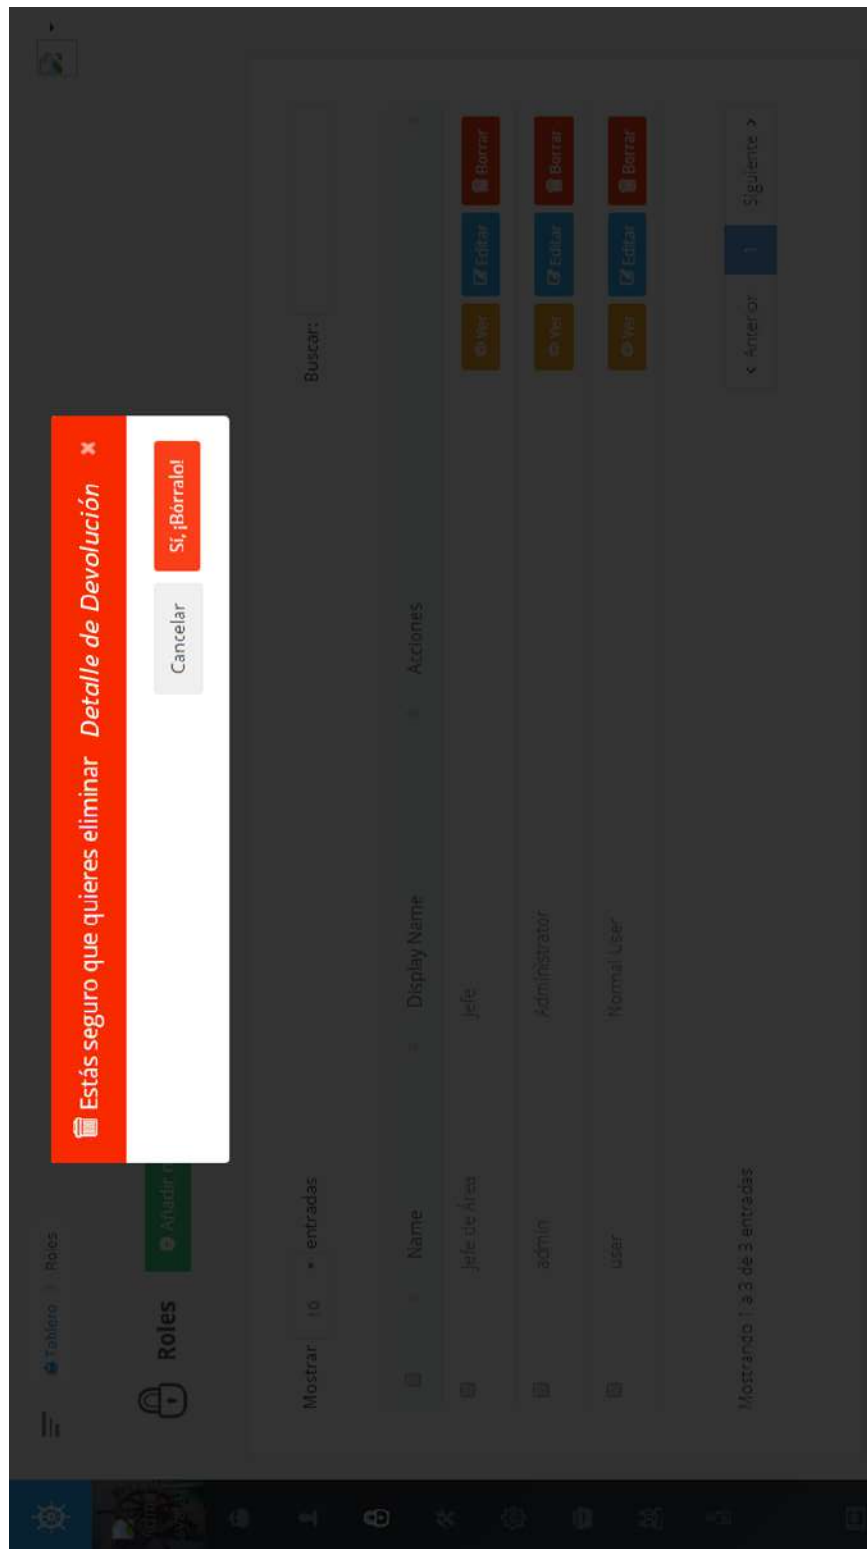 Tablero Roles
Roles
Añadir
Estás seguro que quieres eliminar Detalle de Devolución ×
Cancelar
Sí, ¡Bórralo!
Mostrar 10 entradas
Buscar:
Name Display Name Acciones
Jefe de Área Jefe Ver Editar Borrar
admin Administrator Ver Editar Borrar
user Normal User Ver Editar Borrar
Mostrando 1 a 3 de 3 entradas
< Anterior 1 Siguiente >